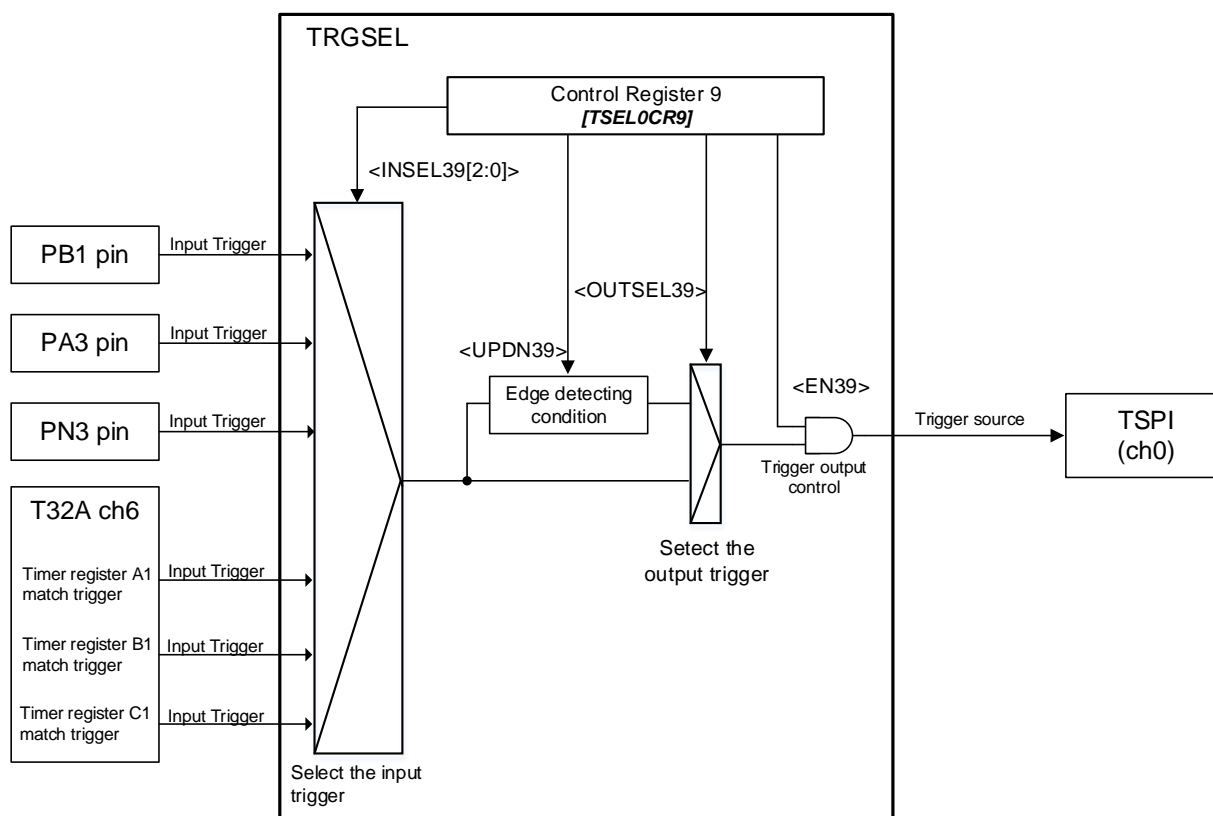 TRGSEL
Control Register 9
[TSEL0CR9]
<INSEL39[2:0]>
PB1 pin
Input Trigger
<OUTSEL39>
PA3 pin
Input Trigger
<UPDN39>
Edge detecting
condition
<EN39>
PN3 pin
Input Trigger
Trigger source
TSPI
(ch0)
Trigger output
control
T32A ch6
Setect the
output trigger
Timer register A1
match trigger
Input Trigger
Timer register B1
match trigger
Input Trigger
Timer register C1
match trigger
Input Trigger
Select the input
trigger